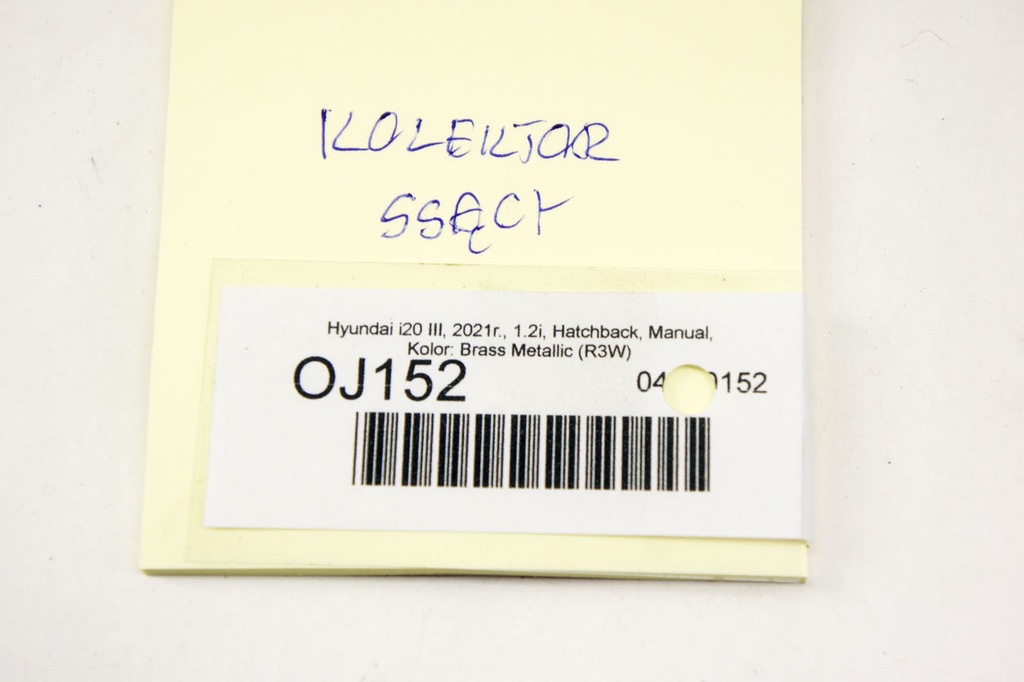 KOLEKTOR
SSĄCY
Hyundai i20 III, 2021r., 1.2i, Hatchback, Manual,
Kolor: Brass Metallic (R3W)
OJ152